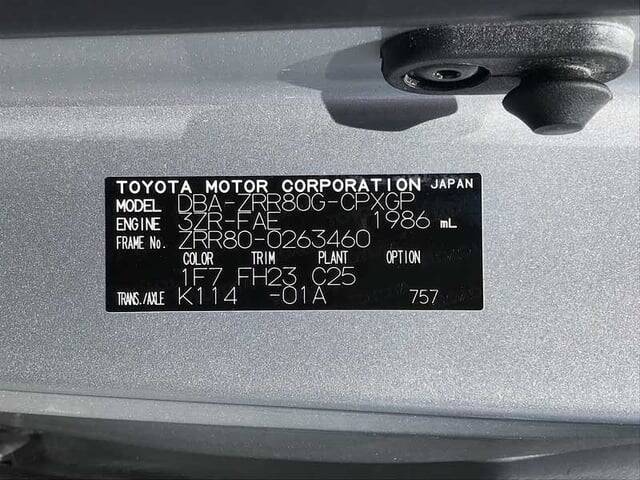 TOYOTA MOTOR CORPORATION JAPAN
MODEL DBA-ZRR80G-CPXGP
ENGINE 3ZR-FAE 1986 mL
FRAME No. ZRR80-0263460
COLOR TRIM PLANT OPTION
1F7 FH23 C25
TRANS./AXLE K114 -01A 757